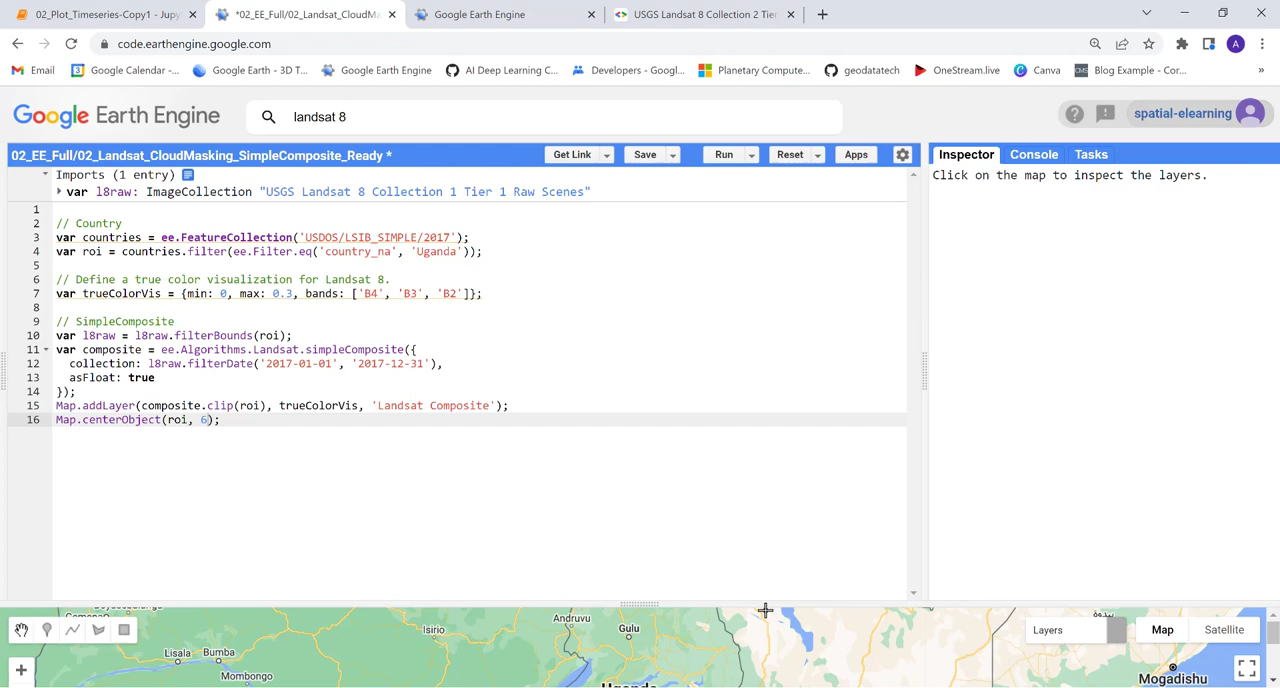 02_Plot_Timeseries-Copy1 - Jupy
*02_EE_Full/02_Landsat_CloudMa
Google Earth Engine
USGS Landsat 8 Collection 2 Tier
code.earthengine.google.com
A
Email
Google Calendar -...
Google Earth - 3D T...
Google Earth Engine
AI Deep Learning C...
Developers - Googl...
Planetary Compute...
geodatatech
OneStream.live
Canva
Blog Example - Cor...
»
Google Earth Engine
landsat 8
spatial-elearning
02_EE_Full/02_Landsat_CloudMasking_SimpleComposite_Ready *
Get Link
Save
Run
Reset
Apps
Inspector
Console
Tasks
Click on the map to inspect the layers.
Imports (1 entry)
var l8raw: ImageCollection "USGS Landsat 8 Collection 1 Tier 1 Raw Scenes"
1
2 // Country
3 var countries = ee.FeatureCollection('USDOS/LSIB_SIMPLE/2017');
4 var roi = countries.filter(ee.Filter.eq('country_na', 'Uganda'));
5
6 // Define a true color visualization for Landsat 8.
7 var trueColorVis = {min: 0, max: 0.3, bands: ['B4', 'B3', 'B2']};
8
9 // SimpleComposite
10 var l8raw = l8raw.filterBounds(roi);
11 var composite = ee.Algorithms.Landsat.simpleComposite({
12 collection: l8raw.filterDate('2017-01-01', '2017-12-31'),
13 asFloat: true
14 });
15 Map.addLayer(composite.clip(roi), trueColorVis, 'Landsat Composite');
16 Map.centerObject(roi, 6);
Isirio
Andruvu
Gulu
Lisala
Bumba
Mombongo
Uganda
Mogadishu
Layers
Map
Satellite